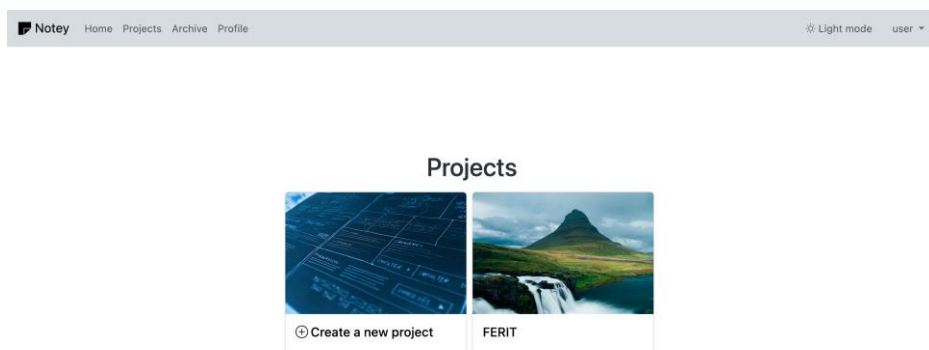 Notey Home Projects Archive Profile Light mode user
Projects
Create a new project
FERIT